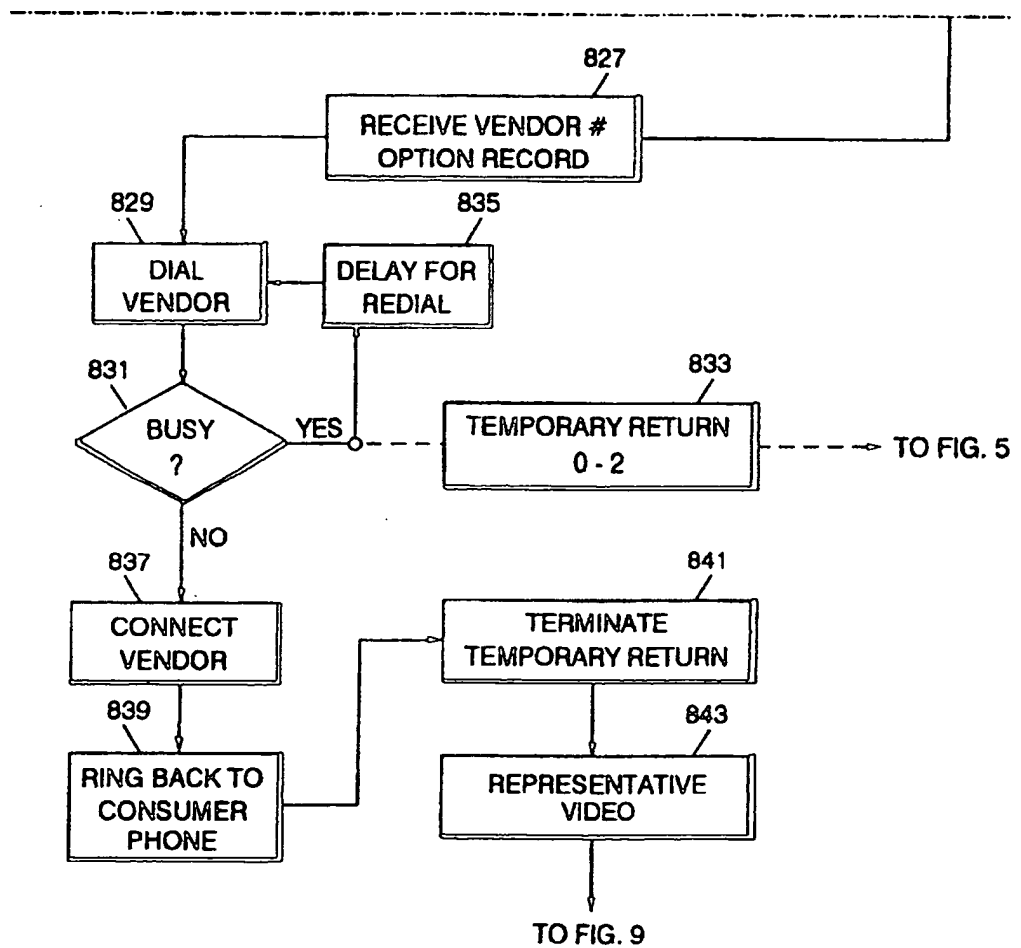 827
RECEIVE VENDOR #
OPTION RECORD
829
DIAL
VENDOR
835
DELAY FOR
REDIAL
831
BUSY
?
YES
833
TEMPORARY RETURN
0 - 2
TO FIG. 5
NO
837
CONNECT
VENDOR
841
TERMINATE
TEMPORARY RETURN
839
RING BACK TO
CONSUMER
PHONE
843
REPRESENTATIVE
VIDEO
TO FIG. 9